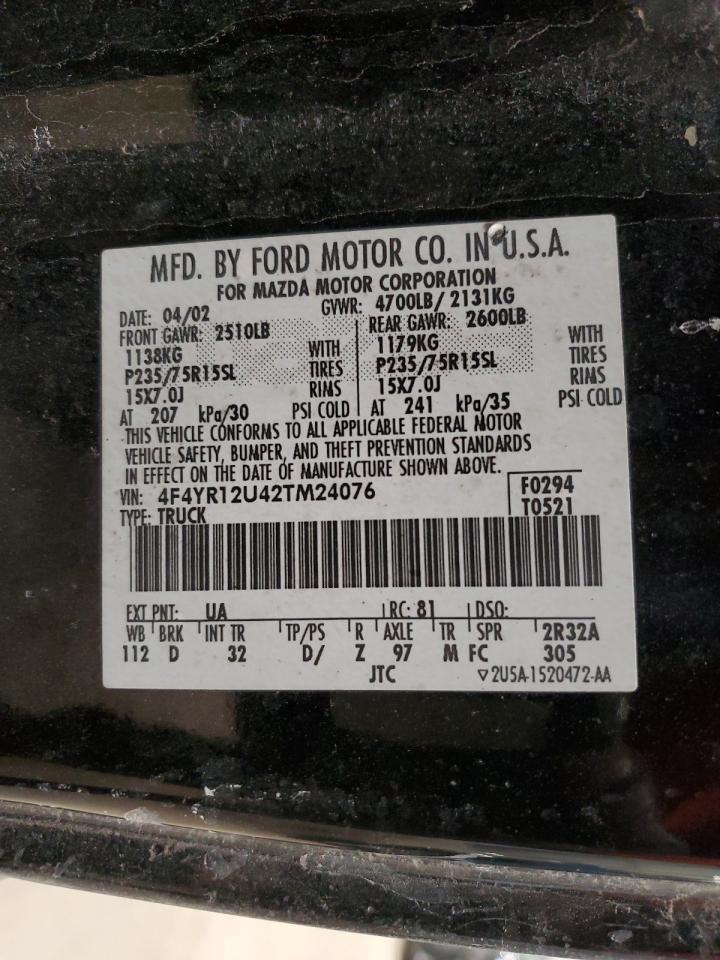 MFD. BY FORD MOTOR CO. IN U.S.A.
FOR MAZDA MOTOR CORPORATION
DATE: 04/02 GVWR: 4700LB/ 2131KG
FRONT GAWR: 2510LB REAR GAWR: 2600LB
1138KG WITH 1179KG WITH
P235/75R15SL TIRES P235/75R15SL TIRES
15X7.0J RIMS 15X7.0J RIMS
AT 207 kPa/30 PSI COLD AT 241 kPa/35 PSI COLD
THIS VEHICLE CONFORMS TO ALL APPLICABLE FEDERAL MOTOR
VEHICLE SAFETY, BUMPER, AND THEFT PREVENTION STANDARDS
IN EFFECT ON THE DATE OF MANUFACTURE SHOWN ABOVE.
VIN: 4F4YR12U42TM24076 F0294
TYPE: TRUCK T0521
EXT PNT: UA RC: 81 DSO:
WB BRK INT TR TP/PS R AXLE TR SPR 2R32A
112 D 32 D/ Z 97 M FC 305
JTC 2U5A-1520472-AA